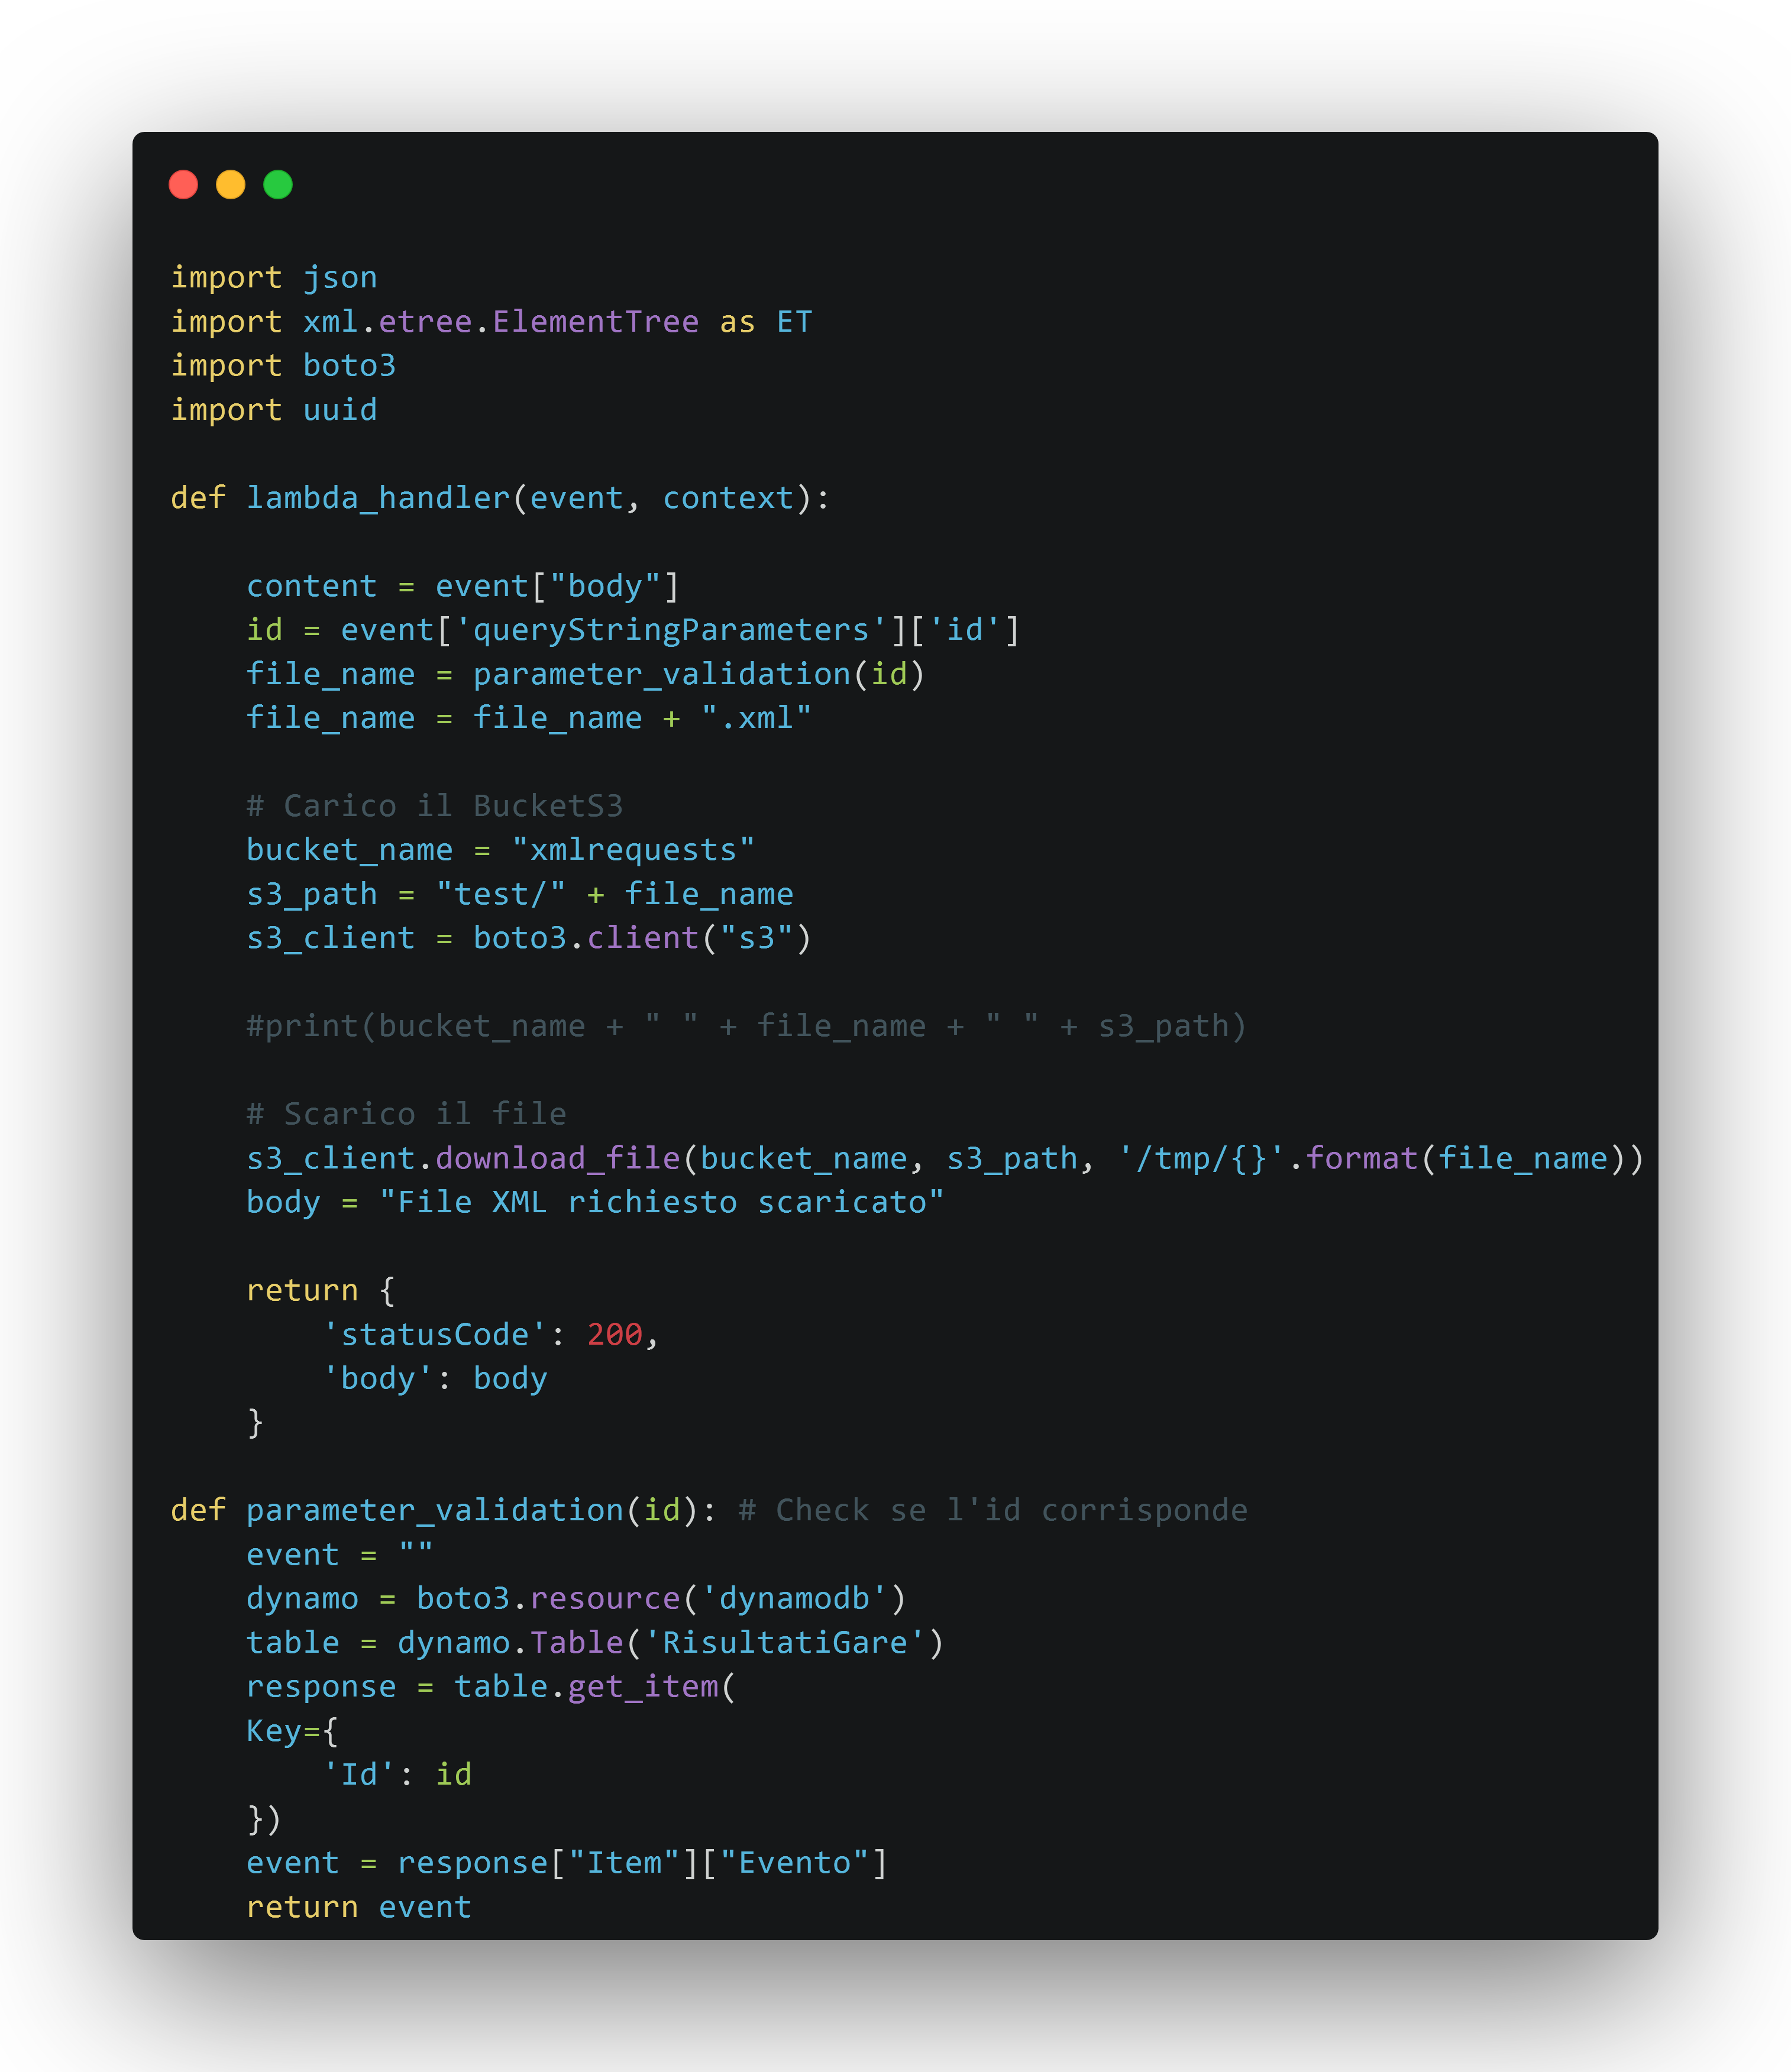 import json
import xml.etree.ElementTree as ET
import boto3
import uuid
def lambda_handler(event, context):
    content = event["body"]
    id = event['queryStringParameters']['id']
    file_name = parameter_validation(id)
    file_name = file_name + ".xml"
    # Carico il BucketS3
    bucket_name = "xmlrequests"
    s3_path = "test/" + file_name
    s3_client = boto3.client("s3")
    #print(bucket_name + " " + file_name + " " + s3_path)
    # Scarico il file
    s3_client.download_file(bucket_name, s3_path, '/tmp/{}'.format(file_name))
    body = "File XML richiesto scaricato"
    return {
        'statusCode': 200,
        'body': body
    }
def parameter_validation(id): # Check se l'id corrisponde
    event = ""
    dynamo = boto3.resource('dynamodb')
    table = dynamo.Table('RisultatiGare')
    response = table.get_item(
    Key={
        'Id': id
    })
    event = response["Item"]["Evento"]
    return event